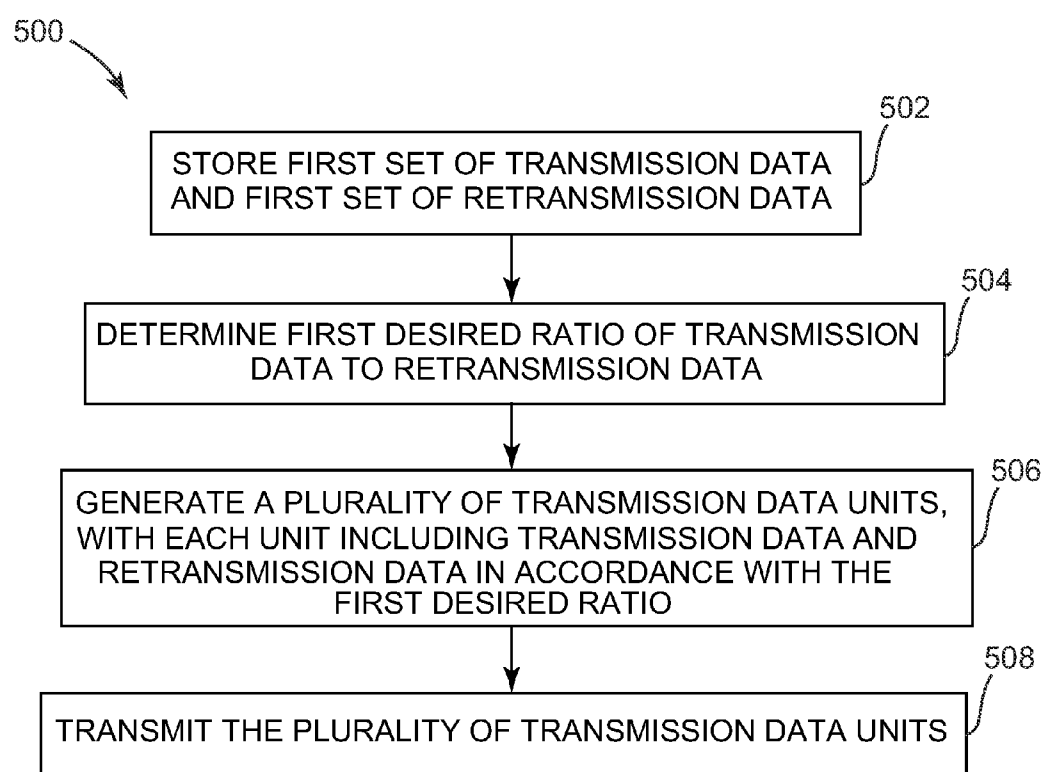 500
502
STORE FIRST SET OF TRANSMISSION DATA
AND FIRST SET OF RETRANSMISSION DATA
504
DETERMINE FIRST DESIRED RATIO OF TRANSMISSION
DATA TO RETRANSMISSION DATA
506
GENERATE A PLURALITY OF TRANSMISSION DATA UNITS,
WITH EACH UNIT INCLUDING TRANSMISSION DATA AND
RETRANSMISSION DATA IN ACCORDANCE WITH THE
FIRST DESIRED RATIO
508
TRANSMIT THE PLURALITY OF TRANSMISSION DATA UNITS